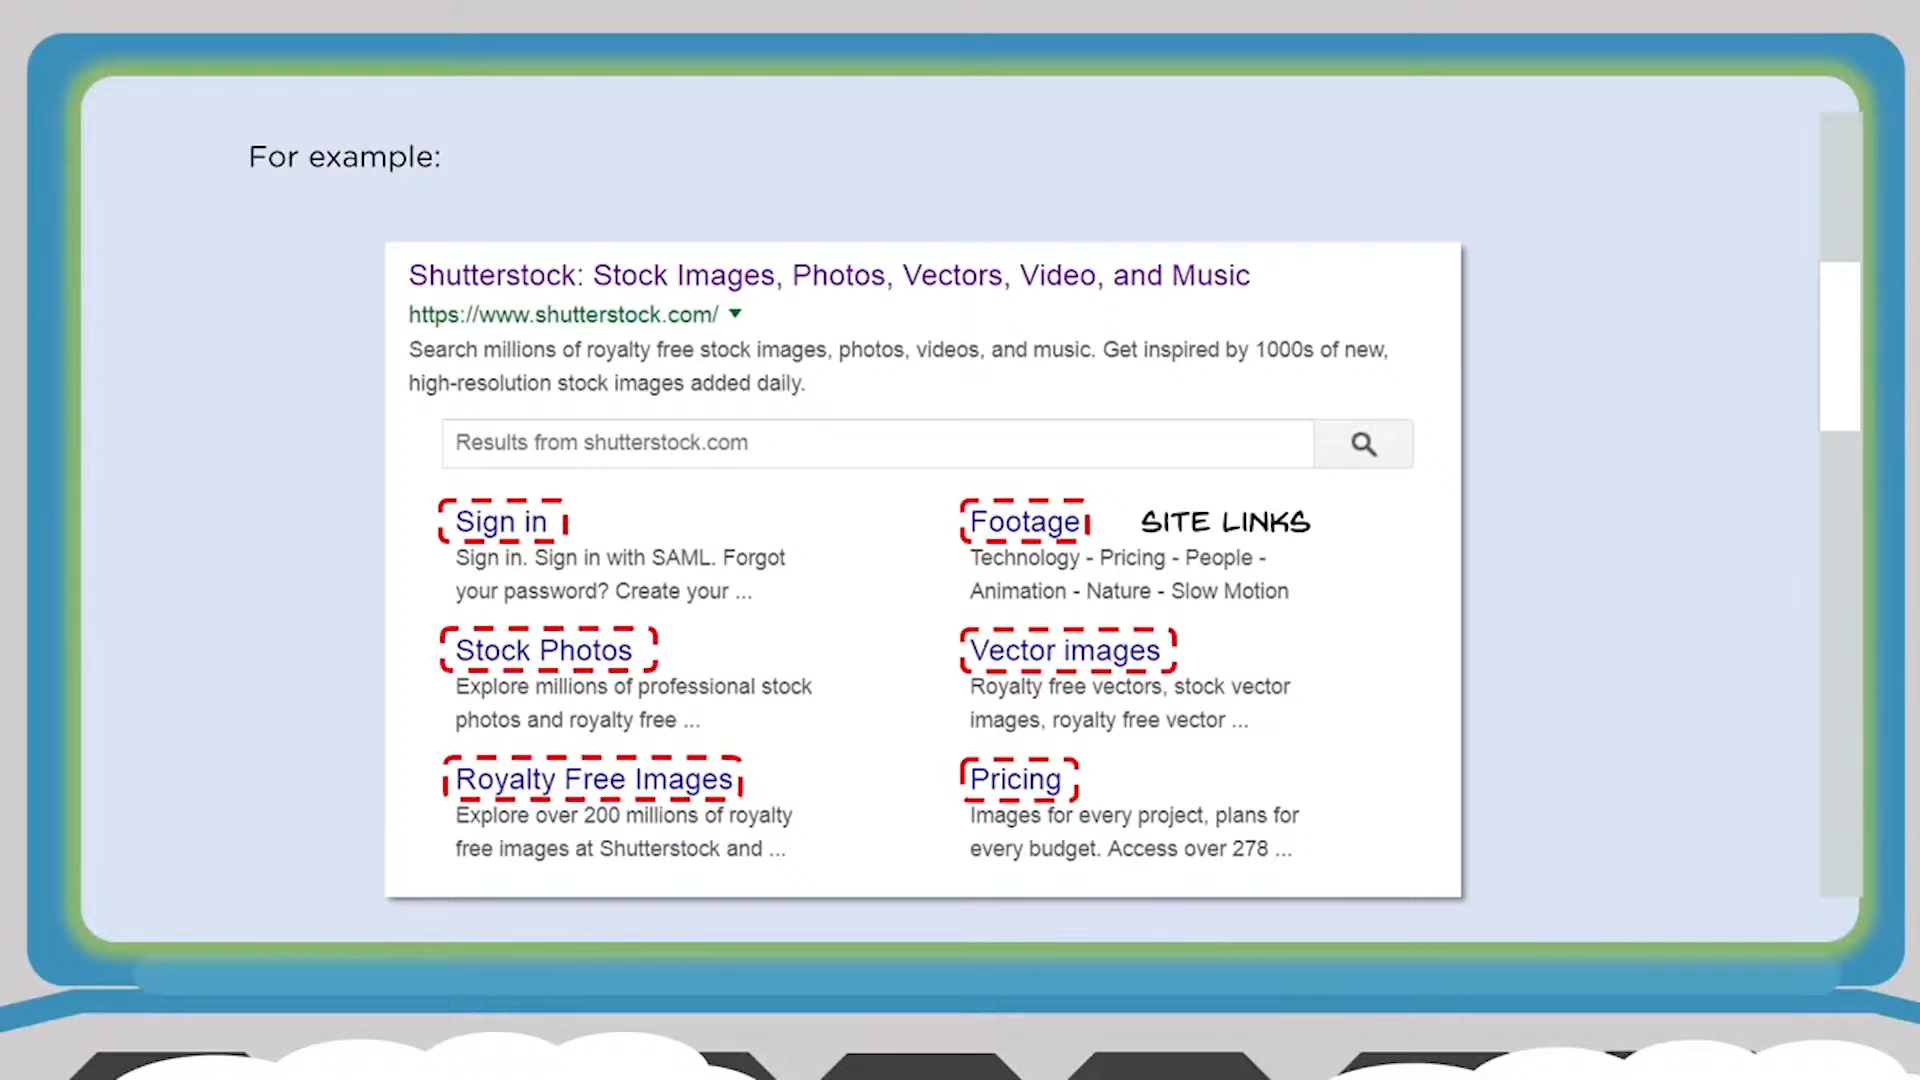 For example:
Shutterstock: Stock Images, Photos, Vectors, Video, and Music
https://www.shutterstock.com/
Search millions of royalty free stock images, photos, videos, and music. Get inspired by 1000s of new,
high-resolution stock images added daily.
Results from shutterstock.com
Sign in
Sign in. Sign in with SAML. Forgot
your password? Create your ...
Footage
SITE LINKS
Technology - Pricing - People -
Animation - Nature - Slow Motion
Stock Photos
Explore millions of professional stock
photos and royalty free ...
Vector images
Royalty free vectors, stock vector
images, royalty free vector ...
Royalty Free Images
Explore over 200 millions of royalty
free images at Shutterstock and ...
Pricing
Images for every project, plans for
every budget. Access over 278 ...